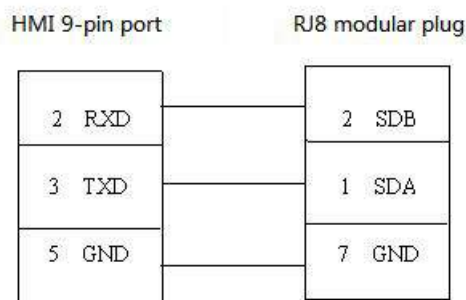 HMI 9-pin port RJ8 modular plug
2 RXD 2 SDB
3 TXD 1 SDA
5 GND 7 GND